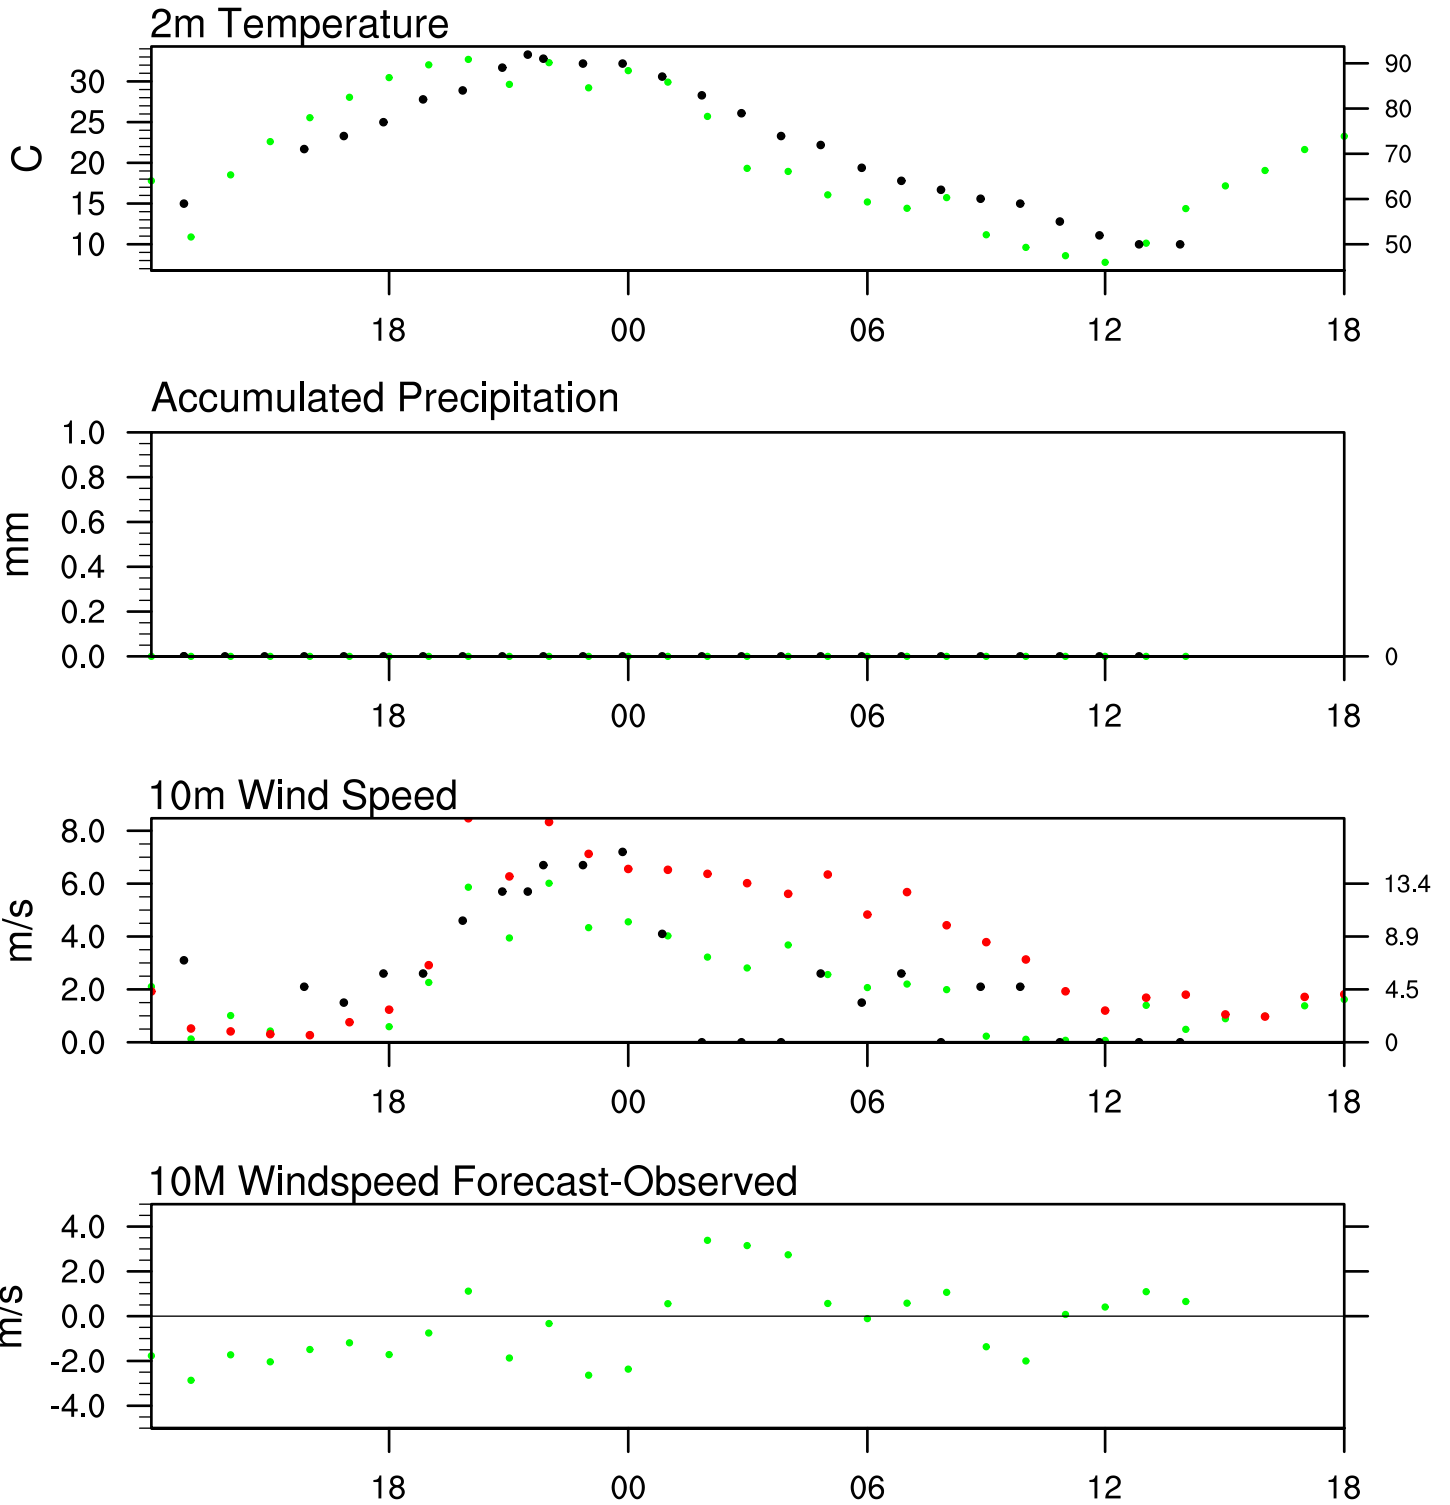 2m Temperature
30
25
20
15
10
C
90
80
70
60
50
18 00 06 12 18
Accumulated Precipitation
1.0
0.8
0.6
0.4
0.2
0.0
mm
0
18 00 06 12 18
10m Wind Speed
8.0
6.0
4.0
2.0
0.0
m/s
13.4
8.9
4.5
0
18 00 06 12 18
10M Windspeed Forecast-Observed
4.0
2.0
0.0
-2.0
-4.0
m/s
18 00 06 12 18